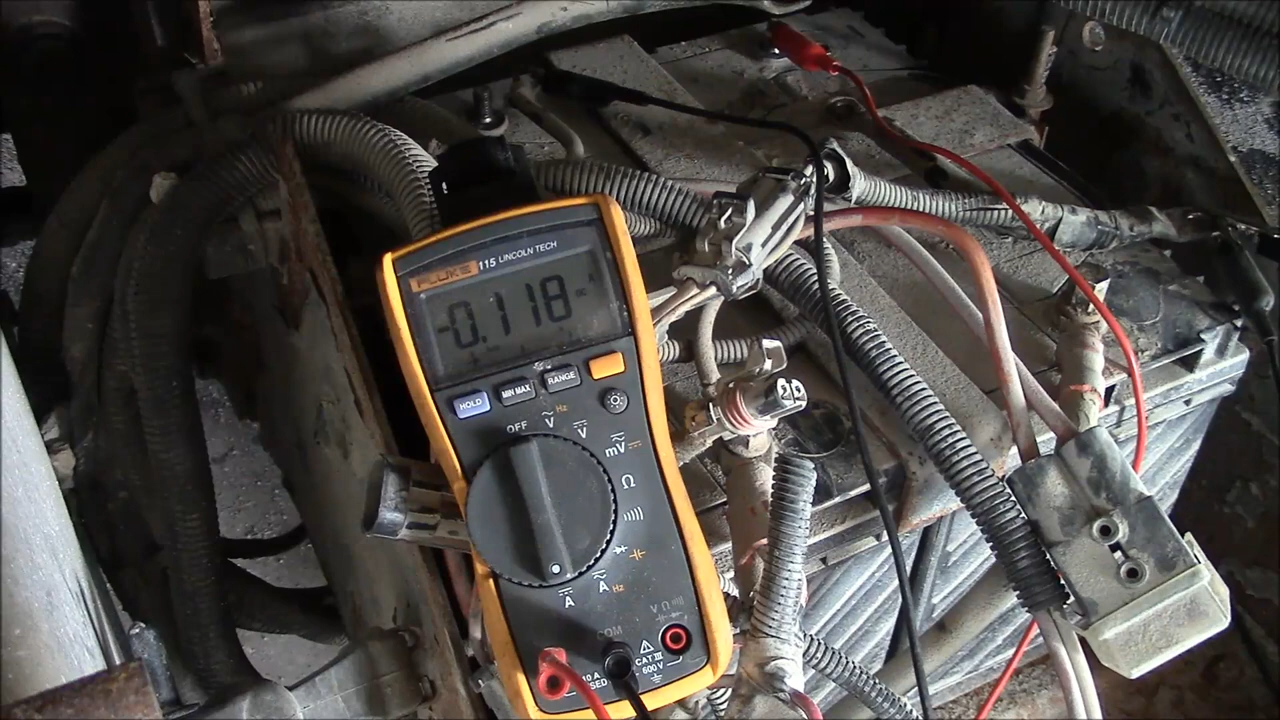 FLUKE 115 LINCOLN TECH
-0.118 DC A
HOLD MIN MAX RANGE
OFF
V Hz
V
mV
Ω
A
A Hz
COM
V Ω
10 A
CAT III
600 V